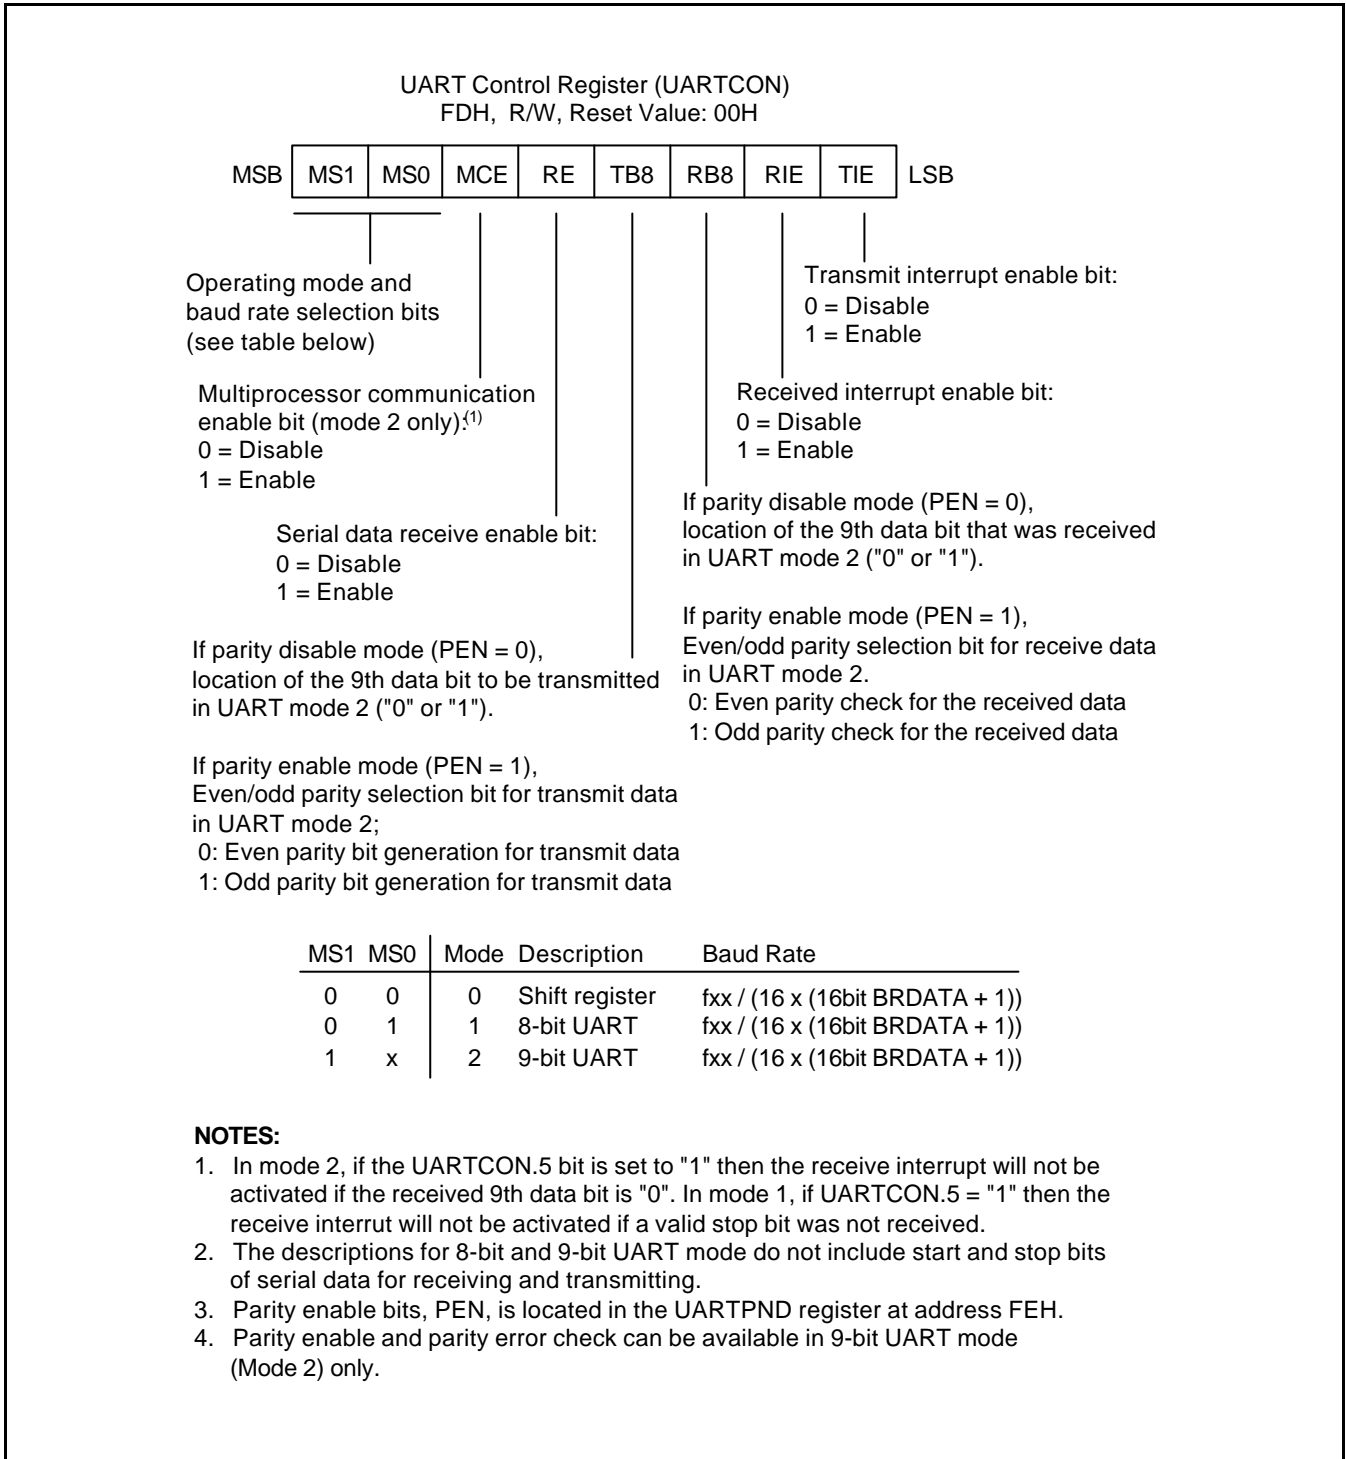 UART Control Register (UARTCON)
FDH, R/W, Reset Value: 00H
MSB MS1 MS0 MCE RE TB8 RB8 RIE TIE LSB
Operating mode and
baud rate selection bits
(see table below)
Transmit interrupt enable bit:
0 = Disable
1 = Enable
Multiprocessor communication
enable bit (mode 2 only):(1)
0 = Disable
1 = Enable
Received interrupt enable bit:
0 = Disable
1 = Enable
Serial data receive enable bit:
0 = Disable
1 = Enable
If parity disable mode (PEN = 0),
location of the 9th data bit that was received
in UART mode 2 ("0" or "1").
If parity enable mode (PEN = 1),
Even/odd parity selection bit for receive data
in UART mode 2.
0: Even parity check for the received data
1: Odd parity check for the received data
If parity disable mode (PEN = 0),
location of the 9th data bit to be transmitted
in UART mode 2 ("0" or "1").
If parity enable mode (PEN = 1),
Even/odd parity selection bit for transmit data
in UART mode 2;
0: Even parity bit generation for transmit data
1: Odd parity bit generation for transmit data
MS1 MS0 Mode Description Baud Rate
0 0 0 Shift register fxx / (16 x (16bit BRDATA + 1))
0 1 1 8-bit UART fxx / (16 x (16bit BRDATA + 1))
1 x 2 9-bit UART fxx / (16 x (16bit BRDATA + 1))
NOTES:
1. In mode 2, if the UARTCON.5 bit is set to "1" then the receive interrupt will not be
activated if the received 9th data bit is "0". In mode 1, if UARTCON.5 = "1" then the
receive interrut will not be activated if a valid stop bit was not received.
2. The descriptions for 8-bit and 9-bit UART mode do not include start and stop bits
of serial data for receiving and transmitting.
3. Parity enable bits, PEN, is located in the UARTPND register at address FEH.
4. Parity enable and parity error check can be available in 9-bit UART mode
(Mode 2) only.